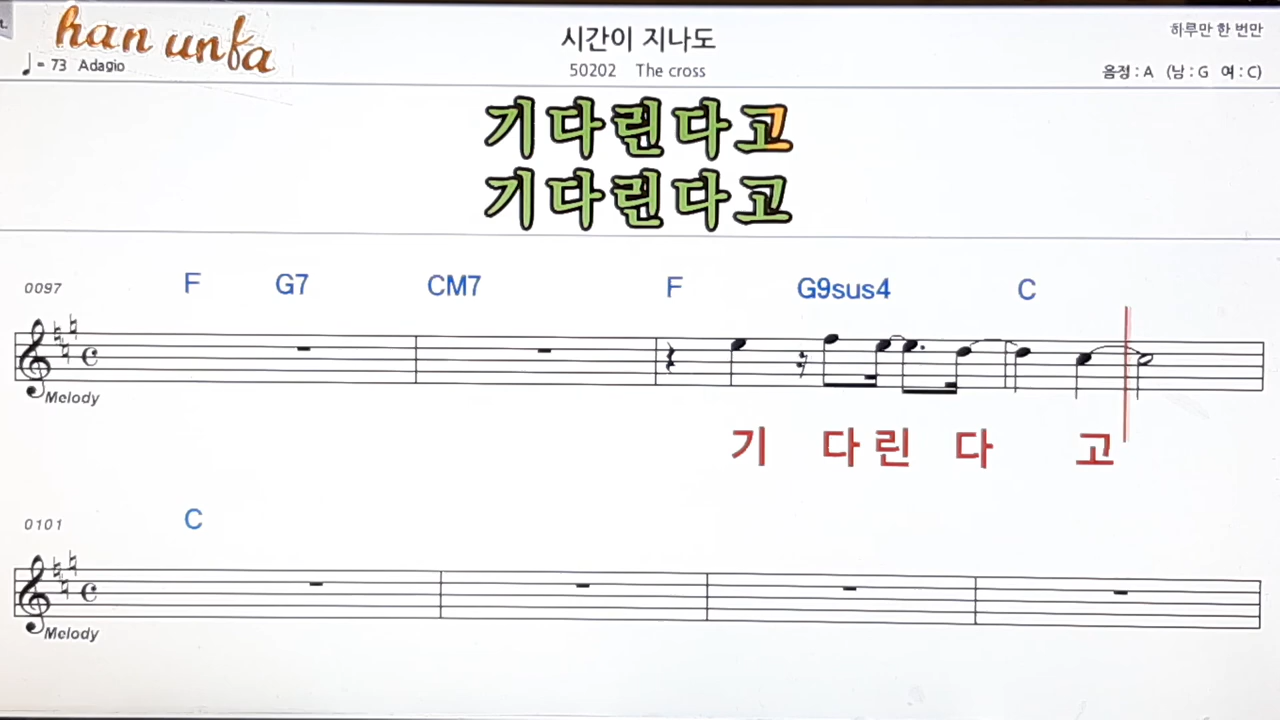 han unfa
시간이 지나도
하루만 한 번만
♩ = 73 Adagio
50202 The cross
음정 : A (남 : G 여 : C)
기다린다고
기다린다고
0097 F G7 CM7 F G9sus4 C
Melody
기 다 린 다 고
0101 C
Melody